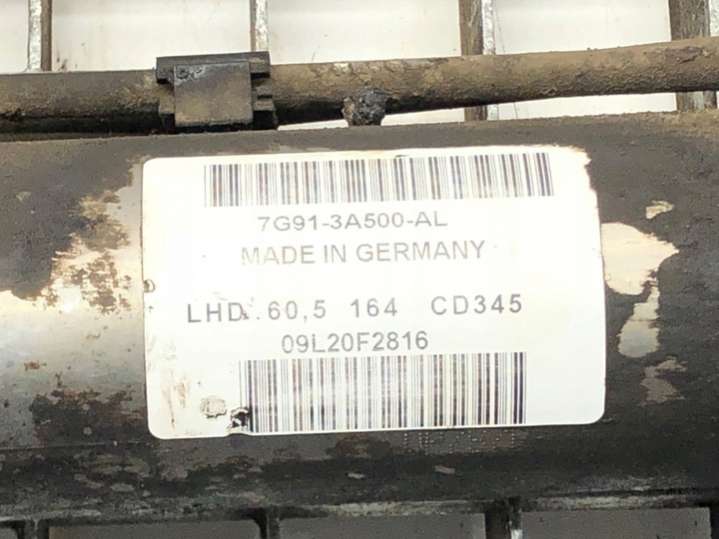 7G91-3A500-AL
MADE IN GERMANY
LHD. 60,5 164 CD345
09L20F2816